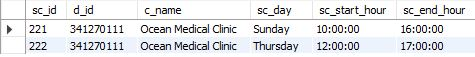 sc_id d_id c_name sc_day sc_start_hour sc_end_hour
221 341270111 Ocean Medical Clinic Sunday 10:00:00 16:00:00
222 341270111 Ocean Medical Clinic Thursday 12:00:00 17:00:00